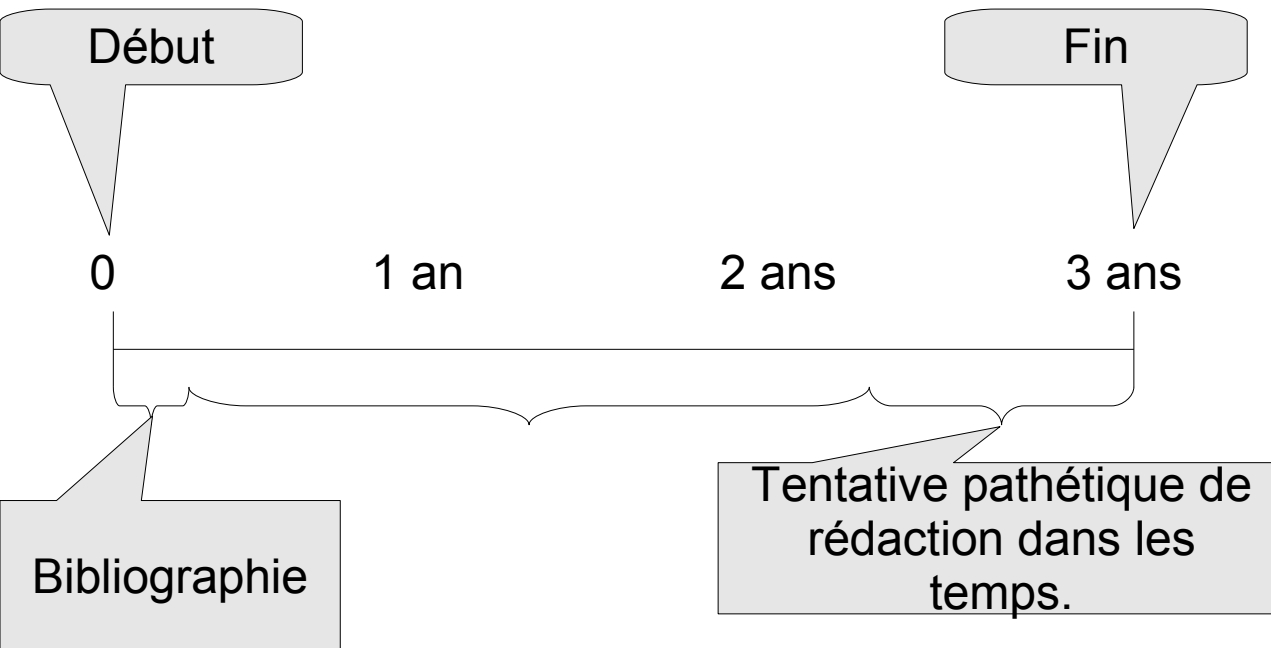 Début
Fin
0
1 an
2 ans
3 ans
Bibliographie
Tentative pathétique de
rédaction dans les
temps.